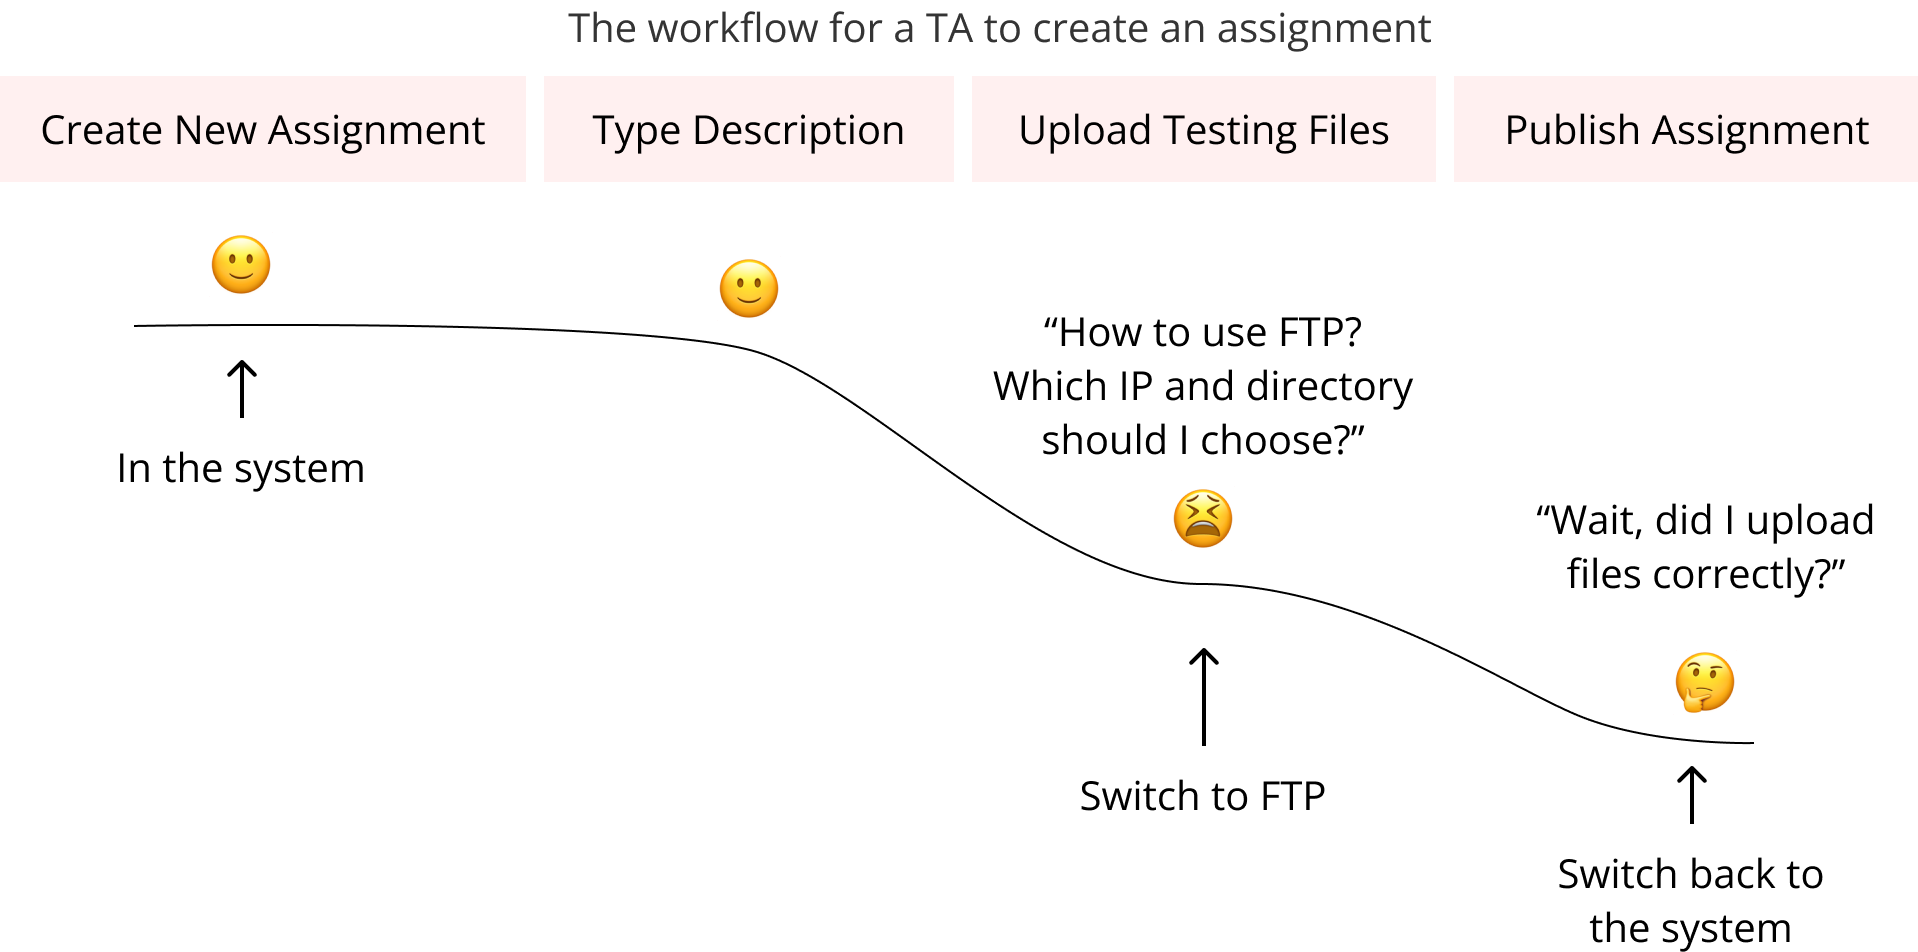 The workflow for a TA to create an assignment
Create New Assignment
Type Description
Upload Testing Files
Publish Assignment
In the system
“How to use FTP?
Which IP and directory
should I choose?”
Switch to FTP
“Wait, did I upload
files correctly?”
Switch back to
the system